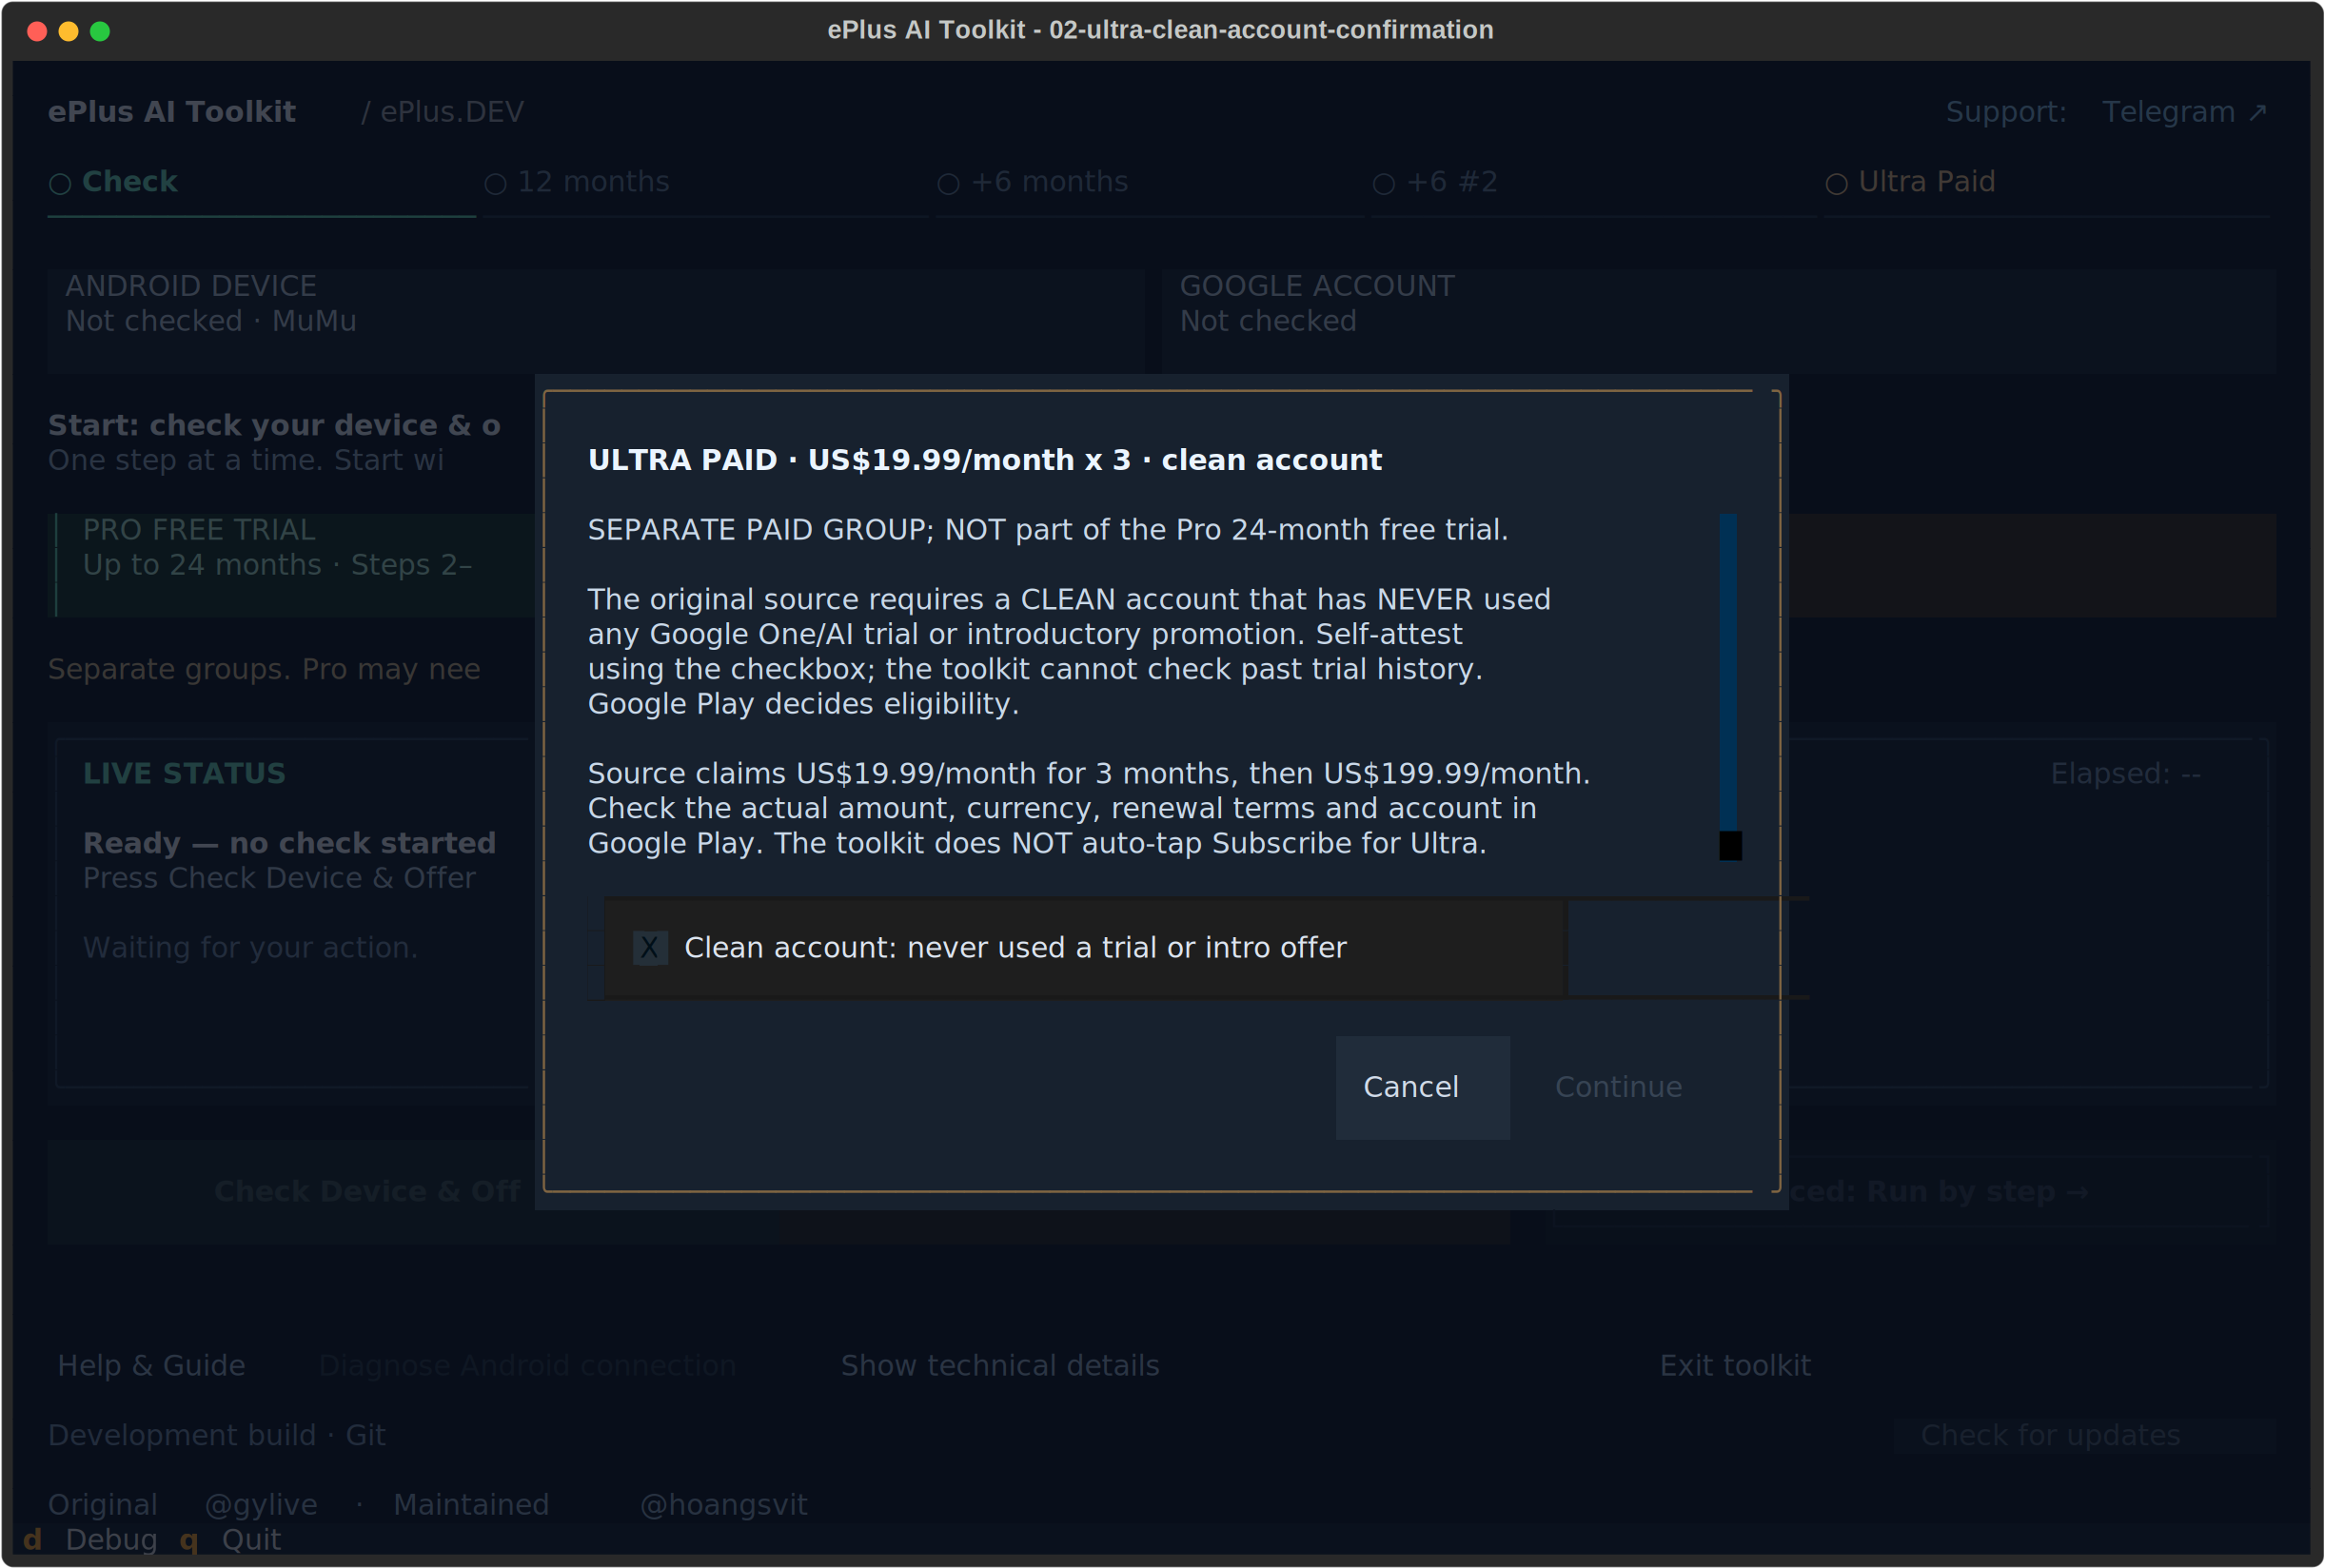 ePlus AI Toolkit - 02-ultra-clean-account-confirmation
ePlus AI Toolkit / ePlus.DEV Support: Telegram ↗
○ Check ○ 12 months ○ +6 months ○ +6 #2 ○ Ultra Paid
ANDROID DEVICE GOOGLE ACCOUNT
Not checked · MuMu Not checked
Start: check your device & o
One step at a time. Start wi
PRO FREE TRIAL
Up to 24 months · Steps 2–
Separate groups. Pro may nee
LIVE STATUS Elapsed: --
Ready — no check started
Press Check Device & Offer
Waiting for your action.
ULTRA PAID · US$19.99/month x 3 · clean account
SEPARATE PAID GROUP; NOT part of the Pro 24-month free trial.
The original source requires a CLEAN account that has NEVER used
any Google One/AI trial or introductory promotion. Self-attest
using the checkbox; the toolkit cannot check past trial history.
Google Play decides eligibility.
Source claims US$19.99/month for 3 months, then US$199.99/month.
Check the actual amount, currency, renewal terms and account in
Google Play. The toolkit does NOT auto-tap Subscribe for Ultra.
X Clean account: never used a trial or intro offer
Cancel Continue
Check Device & Off ced: Run by step →
Help & Guide Diagnose Android connection Show technical details Exit toolkit
Development build · Git Check for updates
Original @gylive · Maintained @hoangsvit
d Debug q Quit